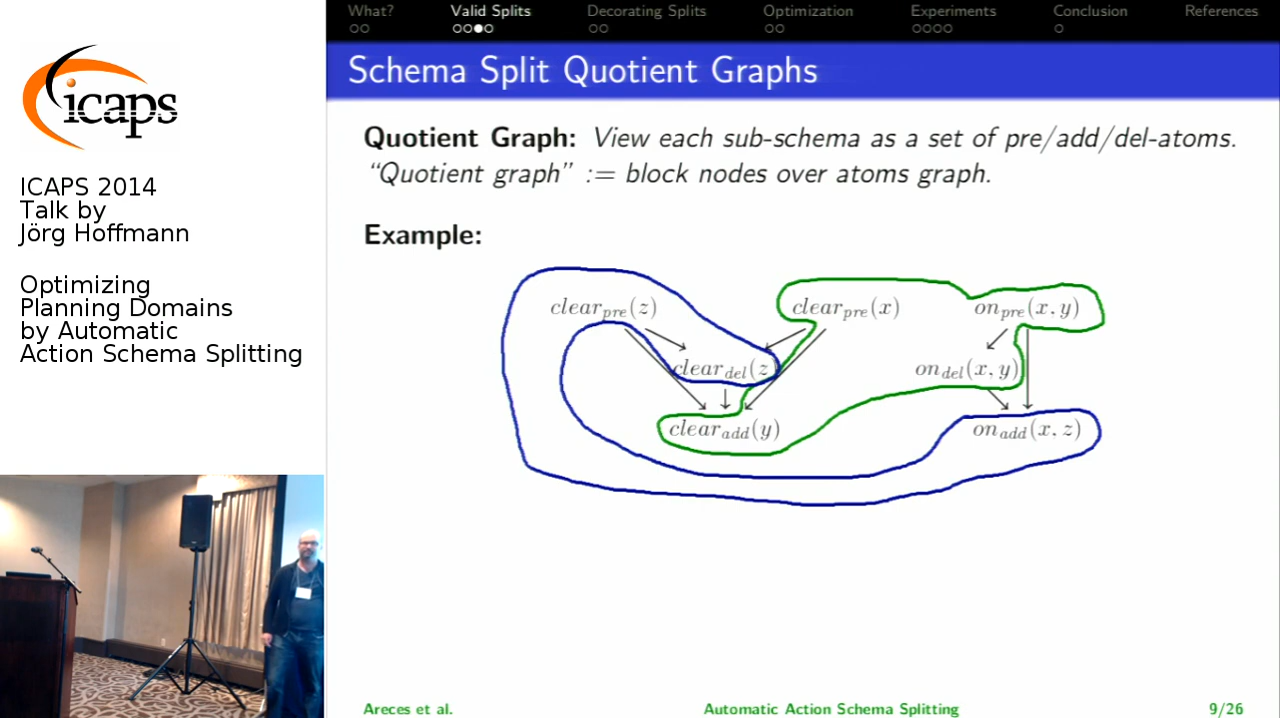 icaps
ICAPS 2014
Talk by
Jörg Hoffmann
Optimizing
Planning Domains
by Automatic
Action Schema Splitting
What? Valid Splits Decorating Splits Optimization Experiments Conclusion References
Schema Split Quotient Graphs
Quotient Graph: View each sub-schema as a set of pre/add/del-atoms.
“Quotient graph” := block nodes over atoms graph.
Example:
clear_pre(z) clear_pre(x) on_pre(x, y)
clear_del(z) on_del(x, y)
clear_add(y) on_add(x, z)
Areces et al. Automatic Action Schema Splitting 9/26